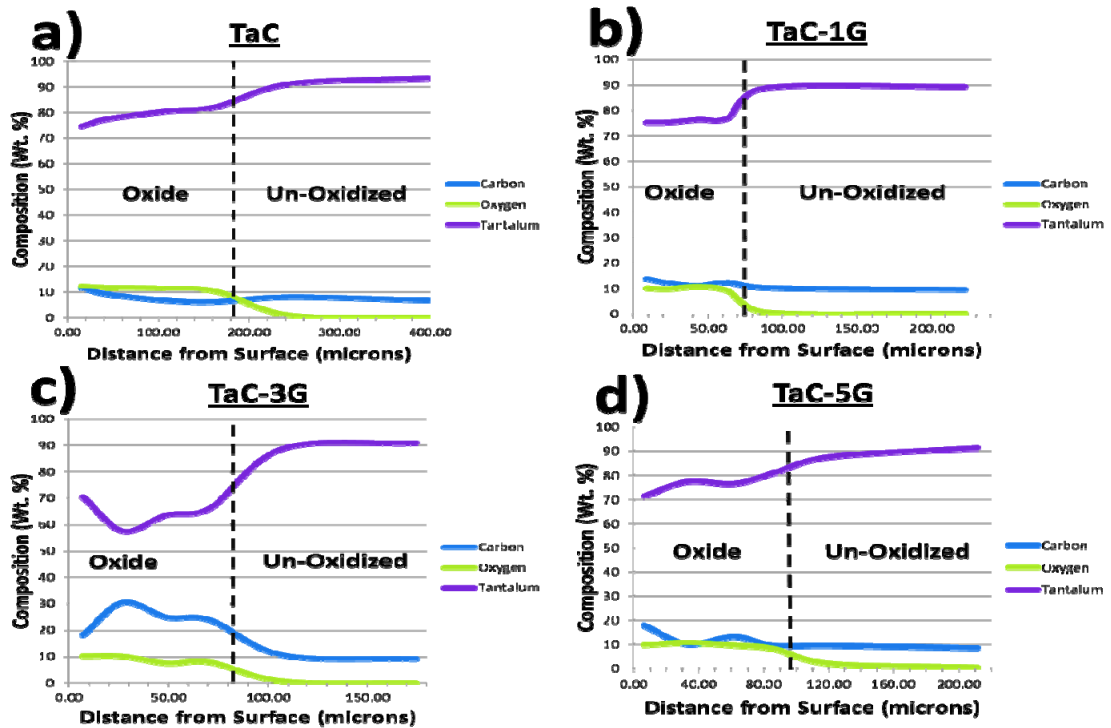 a)
TaC
Composition (Wt. %)
100
90
80
70
60
50
40
30
20
10
0
Oxide
Un-Oxidized
Carbon
Oxygen
Tantalum
0.00 100.00 200.00 300.00 400.00
Distance from Surface (microns)
b)
TaC-1G
Composition (Wt. %)
100
90
80
70
60
50
40
30
20
10
0
Oxide
Un-Oxidized
Carbon
Oxygen
Tantalum
0.00 50.00 100.00 150.00 200.00
Distance from Surface (microns)
c)
TaC-3G
Composition (Wt. %)
100
90
80
70
60
50
40
30
20
10
0
Oxide
Un-Oxidized
Carbon
Oxygen
Tantalum
0.00 50.00 100.00 150.00
Distance from Surface (microns)
d)
TaC-5G
Composition (Wt. %)
100
90
80
70
60
50
40
30
20
10
0
Oxide
Un-Oxidized
Carbon
Oxygen
Tantalum
0.00 40.00 80.00 120.00 160.00 200.00
Distance from Surface (microns)